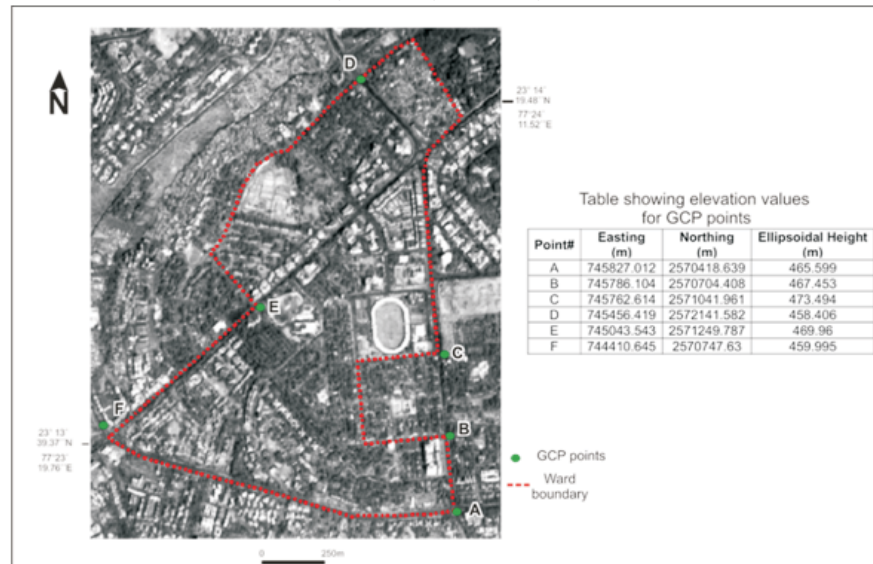 D
N
23° 14'
19.48''N
77°24'
11.52''E
Table showing elevation values
for GCP points
Point# Easting (m) Northing (m) Ellipsoidal Height (m)
A 745827.012 2570418.639 465.599
B 745786.104 2570704.408 467.453
C 745762.614 2571041.961 473.494
D 745456.419 2572141.582 458.406
E 745043.543 2571249.787 469.96
F 744410.645 2570747.63 459.995
E
C
F
B
23° 13'
39.37''N
77°23'
19.76''E
GCP points
Ward
boundary
A
0 250m